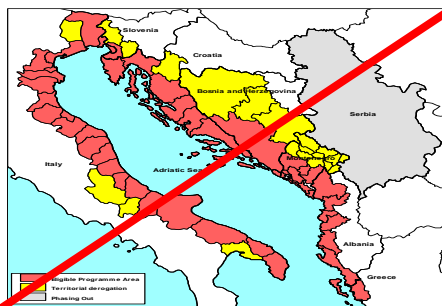 Slovenia
Croatia
Bosnia and Herzegovina
Serbia
Italy
Montenegro
Adriatic Sea
Albania
Greece
Eligible Programme Area
Territorial derogation
Phasing Out